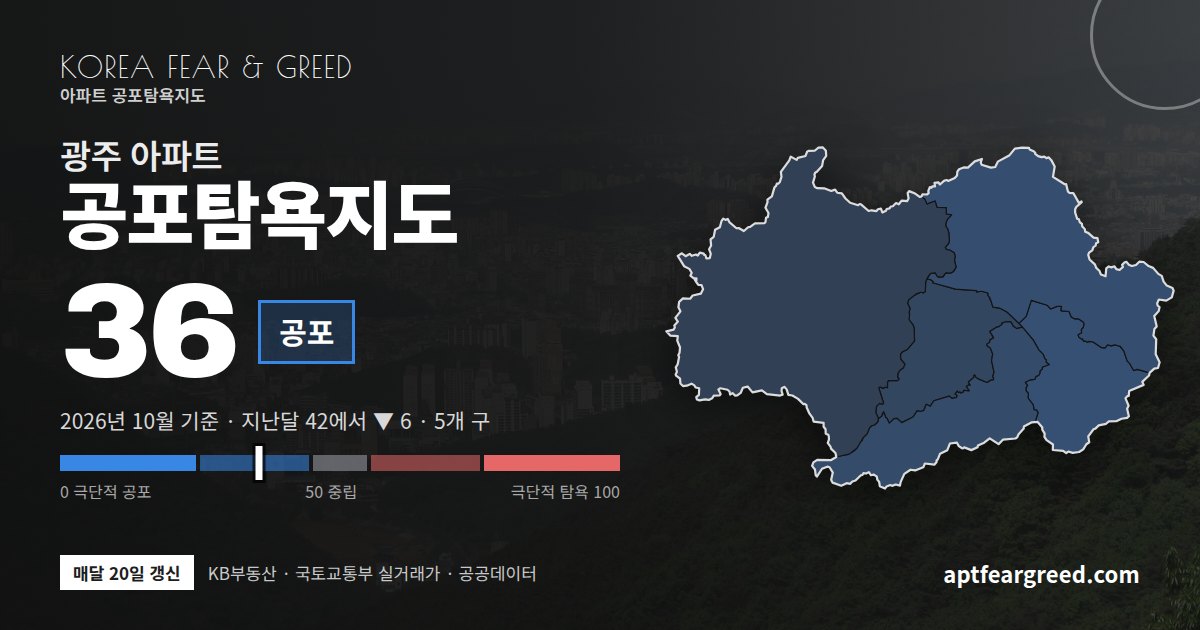 KOREA FEAR & GREED
아파트 공포탐욕지도
광주 아파트
공포탐욕지도
36 공포
2026년 10월 기준 · 지난달 42에서 ▼ 6 · 5개 구
0 극단적 공포 50 중립 극단적 탐욕 100
매달 20일 갱신 KB부동산 · 국토교통부 실거래가 · 공공데이터
aptfeargreed.com